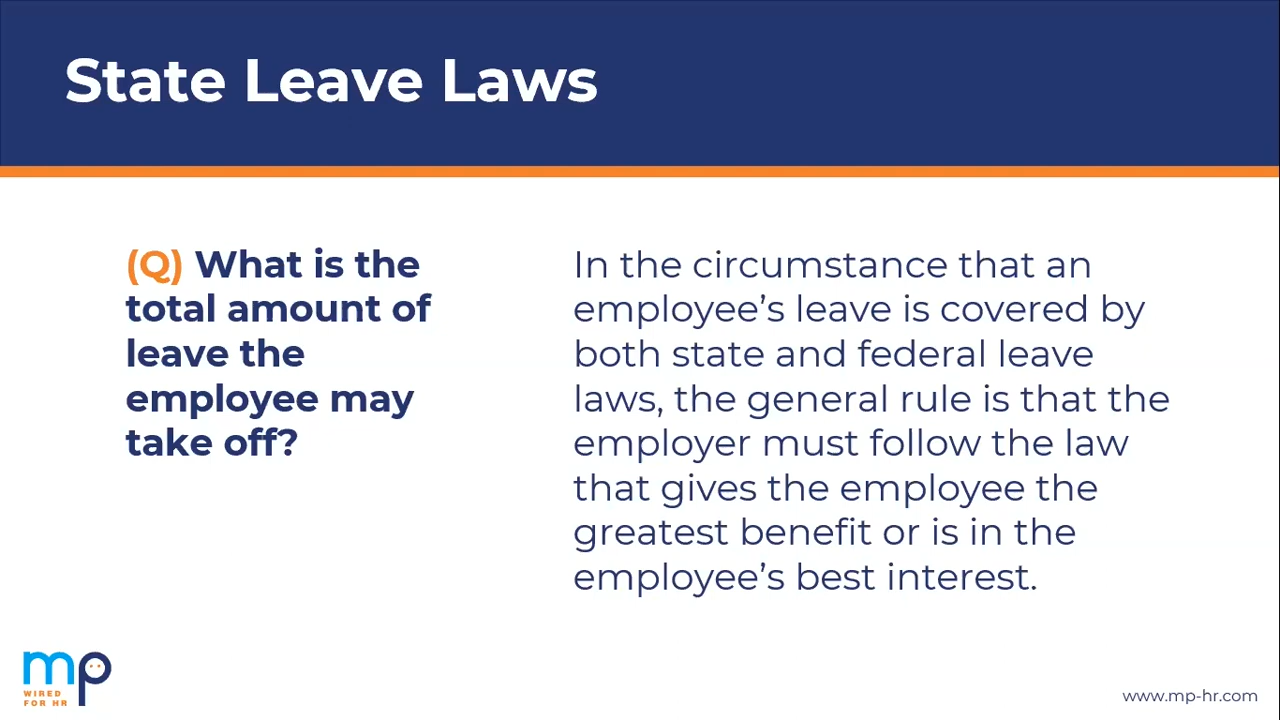 State Leave Laws
(Q) What is the
total amount of
leave the
employee may
take off?
In the circumstance that an
employee’s leave is covered by
both state and federal leave
laws, the general rule is that the
employer must follow the law
that gives the employee the
greatest benefit or is in the
employee’s best interest.
mp
WIRED
FOR HR
www.mp-hr.com